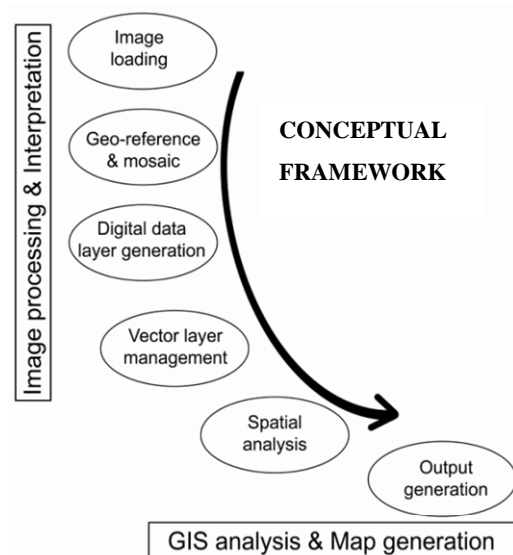 Image processing & Interpretation
Image
loading
Geo-reference
& mosaic
Digital data
layer generation
Vector layer
management
Spatial
analysis
Output
generation
CONCEPTUAL
FRAMEWORK
GIS analysis & Map generation